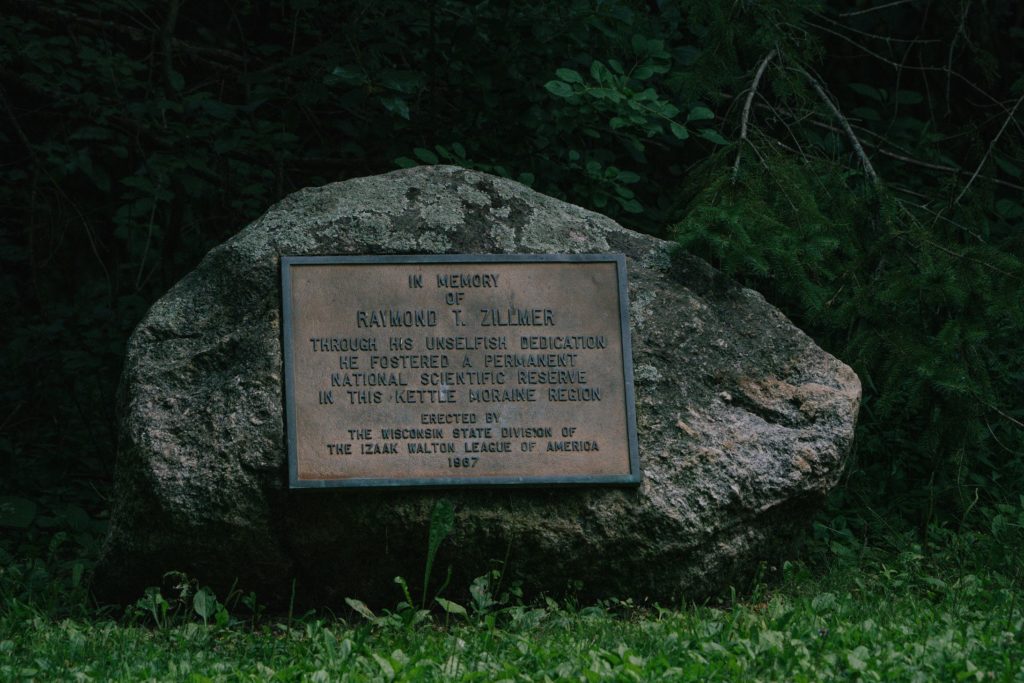 IN MEMORY
OF
RAYMOND T. ZILLMER
THROUGH HIS UNSELFISH DEDICATION
HE FOSTERED A PERMANENT
NATIONAL SCIENTIFIC RESERVE
IN THIS KETTLE MORAINE REGION
ERECTED BY
THE WISCONSIN STATE DIVISION OF
THE IZAAK WALTON LEAGUE OF AMERICA
1967